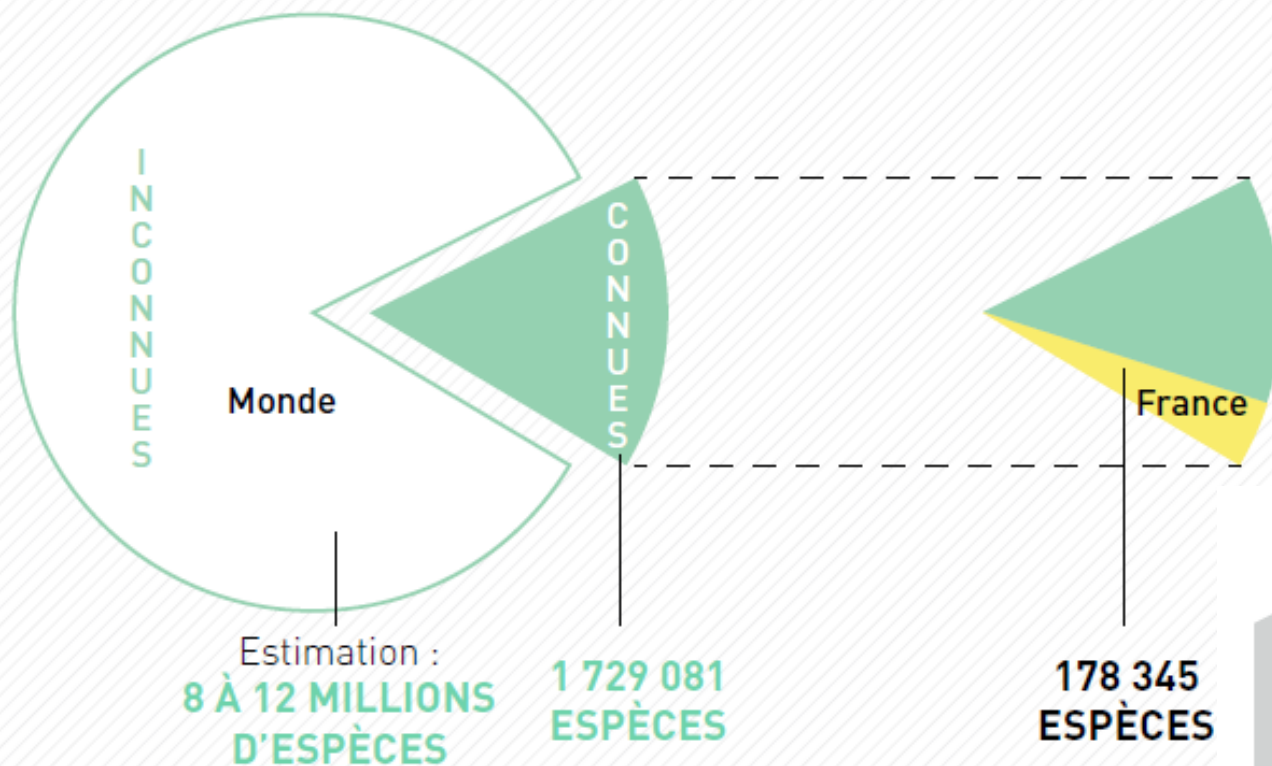 INCONNUES
CONNUES
Monde
France
Estimation :
8 À 12 MILLIONS
D'ESPÈCES
1 729 081
ESPÈCES
178 345
ESPÈCES